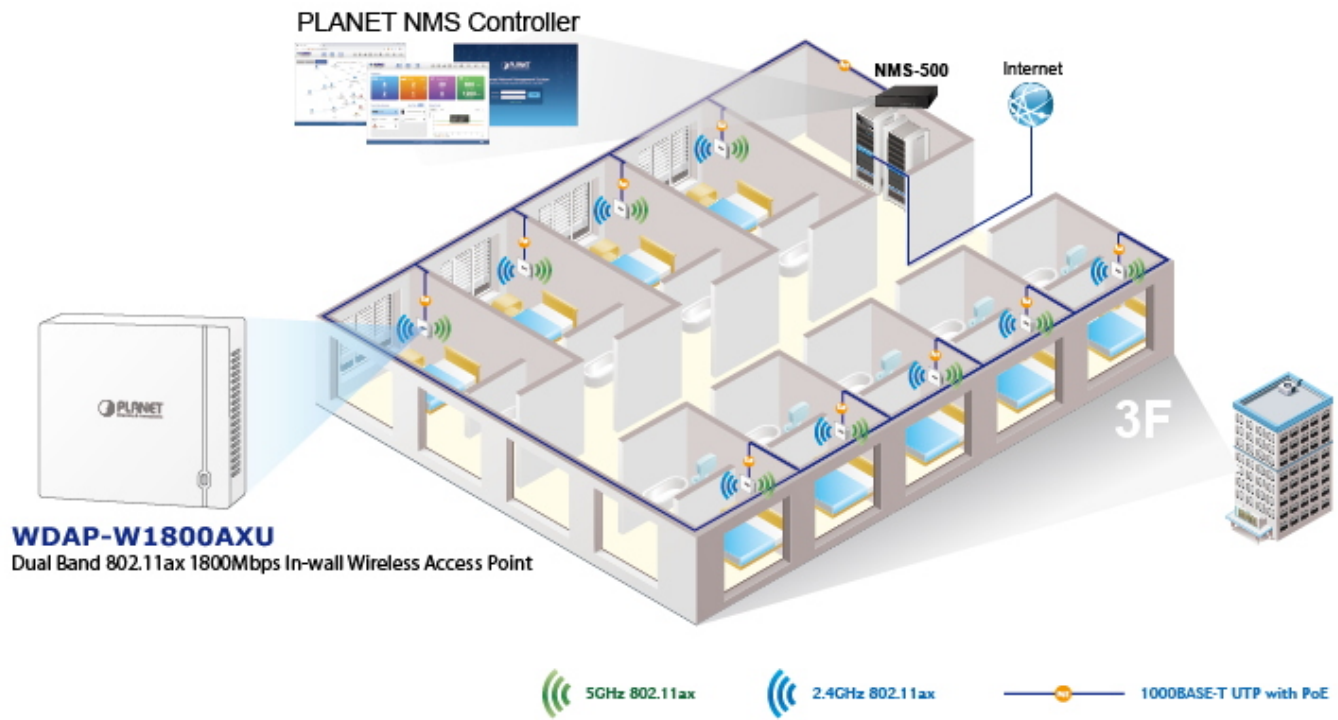 PLANET NMS Controller
NMS-500
Internet
PLANET
3F
PLANET
WDAP-W1800AXU
Dual Band 802.11ax 1800Mbps In-wall Wireless Access Point
5GHz 802.11ax
2.4GHz 802.11ax
1000BASE-T UTP with PoE